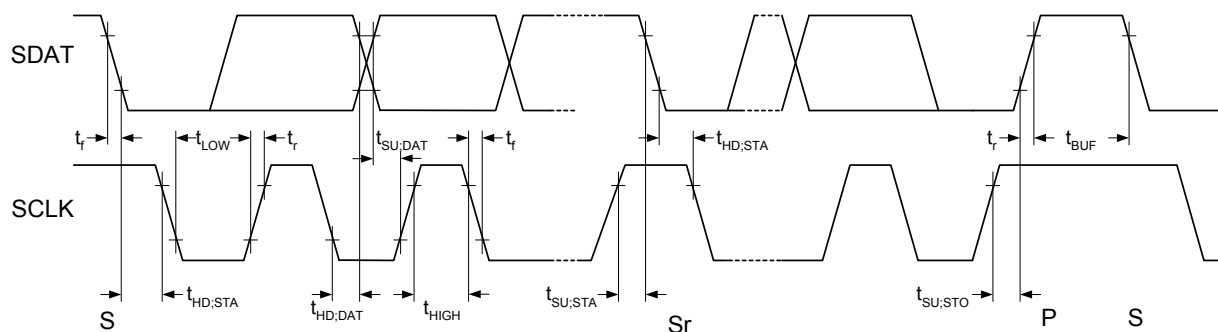 SDAT
t_f t_LOW t_r t_SU;DAT t_f t_HD;STA t_r t_BUF
SCLK
t_HD;STA t_HD;DAT t_HIGH t_SU;STA t_SU;STO
S Sr P S